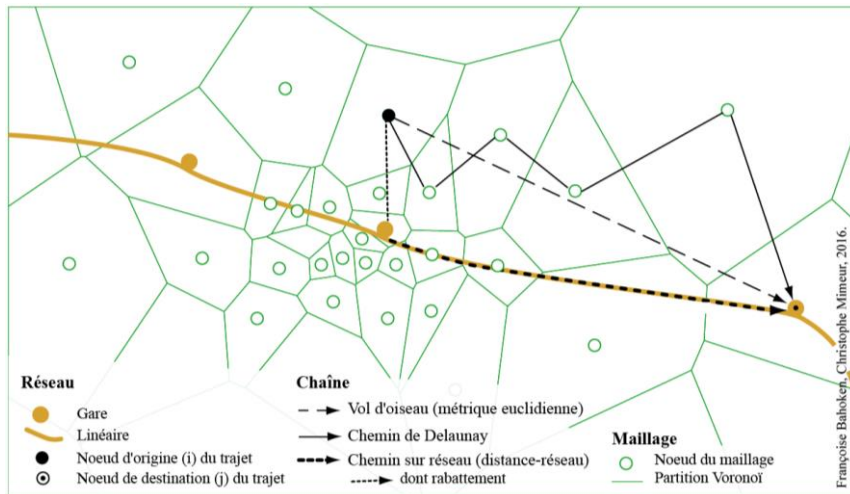 Réseau
Gare
Linéaire
Noeud d'origine (i) du trajet
Noeud de destination (j) du trajet
Chaîne
Vol d'oiseau (métrique euclidienne)
Chemin de Delaunay
Chemin sur réseau (distance-réseau)
dont rabattement
Maillage
Noeud du maillage
Partition Voronoï
Françoise Bahoken, Christophe Mimeur, 2016.